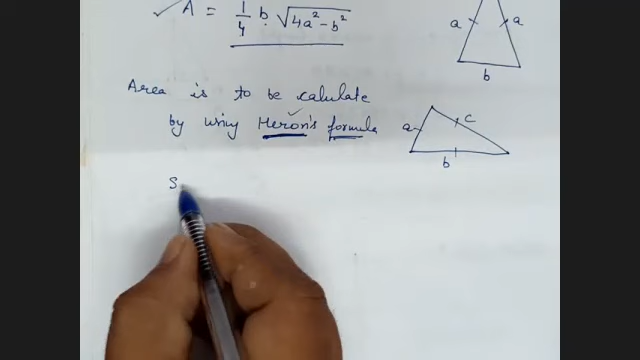 A = 1/4 b √4a² - b²
a
a
b
Area is to be calulate
by using Heron's formula
a
c
b
S